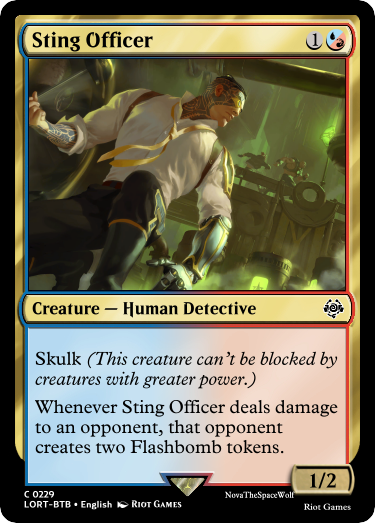 Sting Officer 1
Creature — Human Detective
Skulk (This creature can't be blocked by
creatures with greater power.)
Whenever Sting Officer deals damage
to an opponent, that opponent
creates two Flashbomb tokens.
1/2
C 0229
LORT-BTB • English Riot Games
NovaTheSpaceWolf
Riot Games